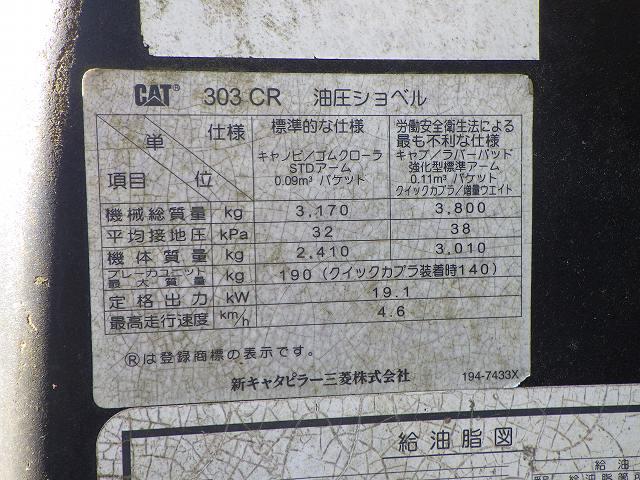 CAT® 303 CR 油圧ショベル
単位 仕様 項目
標準的な仕様
キャノピ/ゴムクローラ
STDアーム
0.09m³ バケット
労働安全衛生法による
最も不利な仕様
キャブ/ラバーパッド
強化型標準アーム
0.11m³ バケット
クイックカプラ/増量ウエイト
機械総質量 kg 3,170 3,800
平均接地圧 kPa 32 38
機体質量 kg 2,410 3,010
ブレーカユニット最大質量 kg 190 (クイックカプラ装着時140)
定格出力 kW 19.1
最高走行速度 km/h 4.6
Ⓡは登録商標の表示です。
新キャタピラー三菱株式会社 194-7433X
給油脂図
給油
給油脂箇所